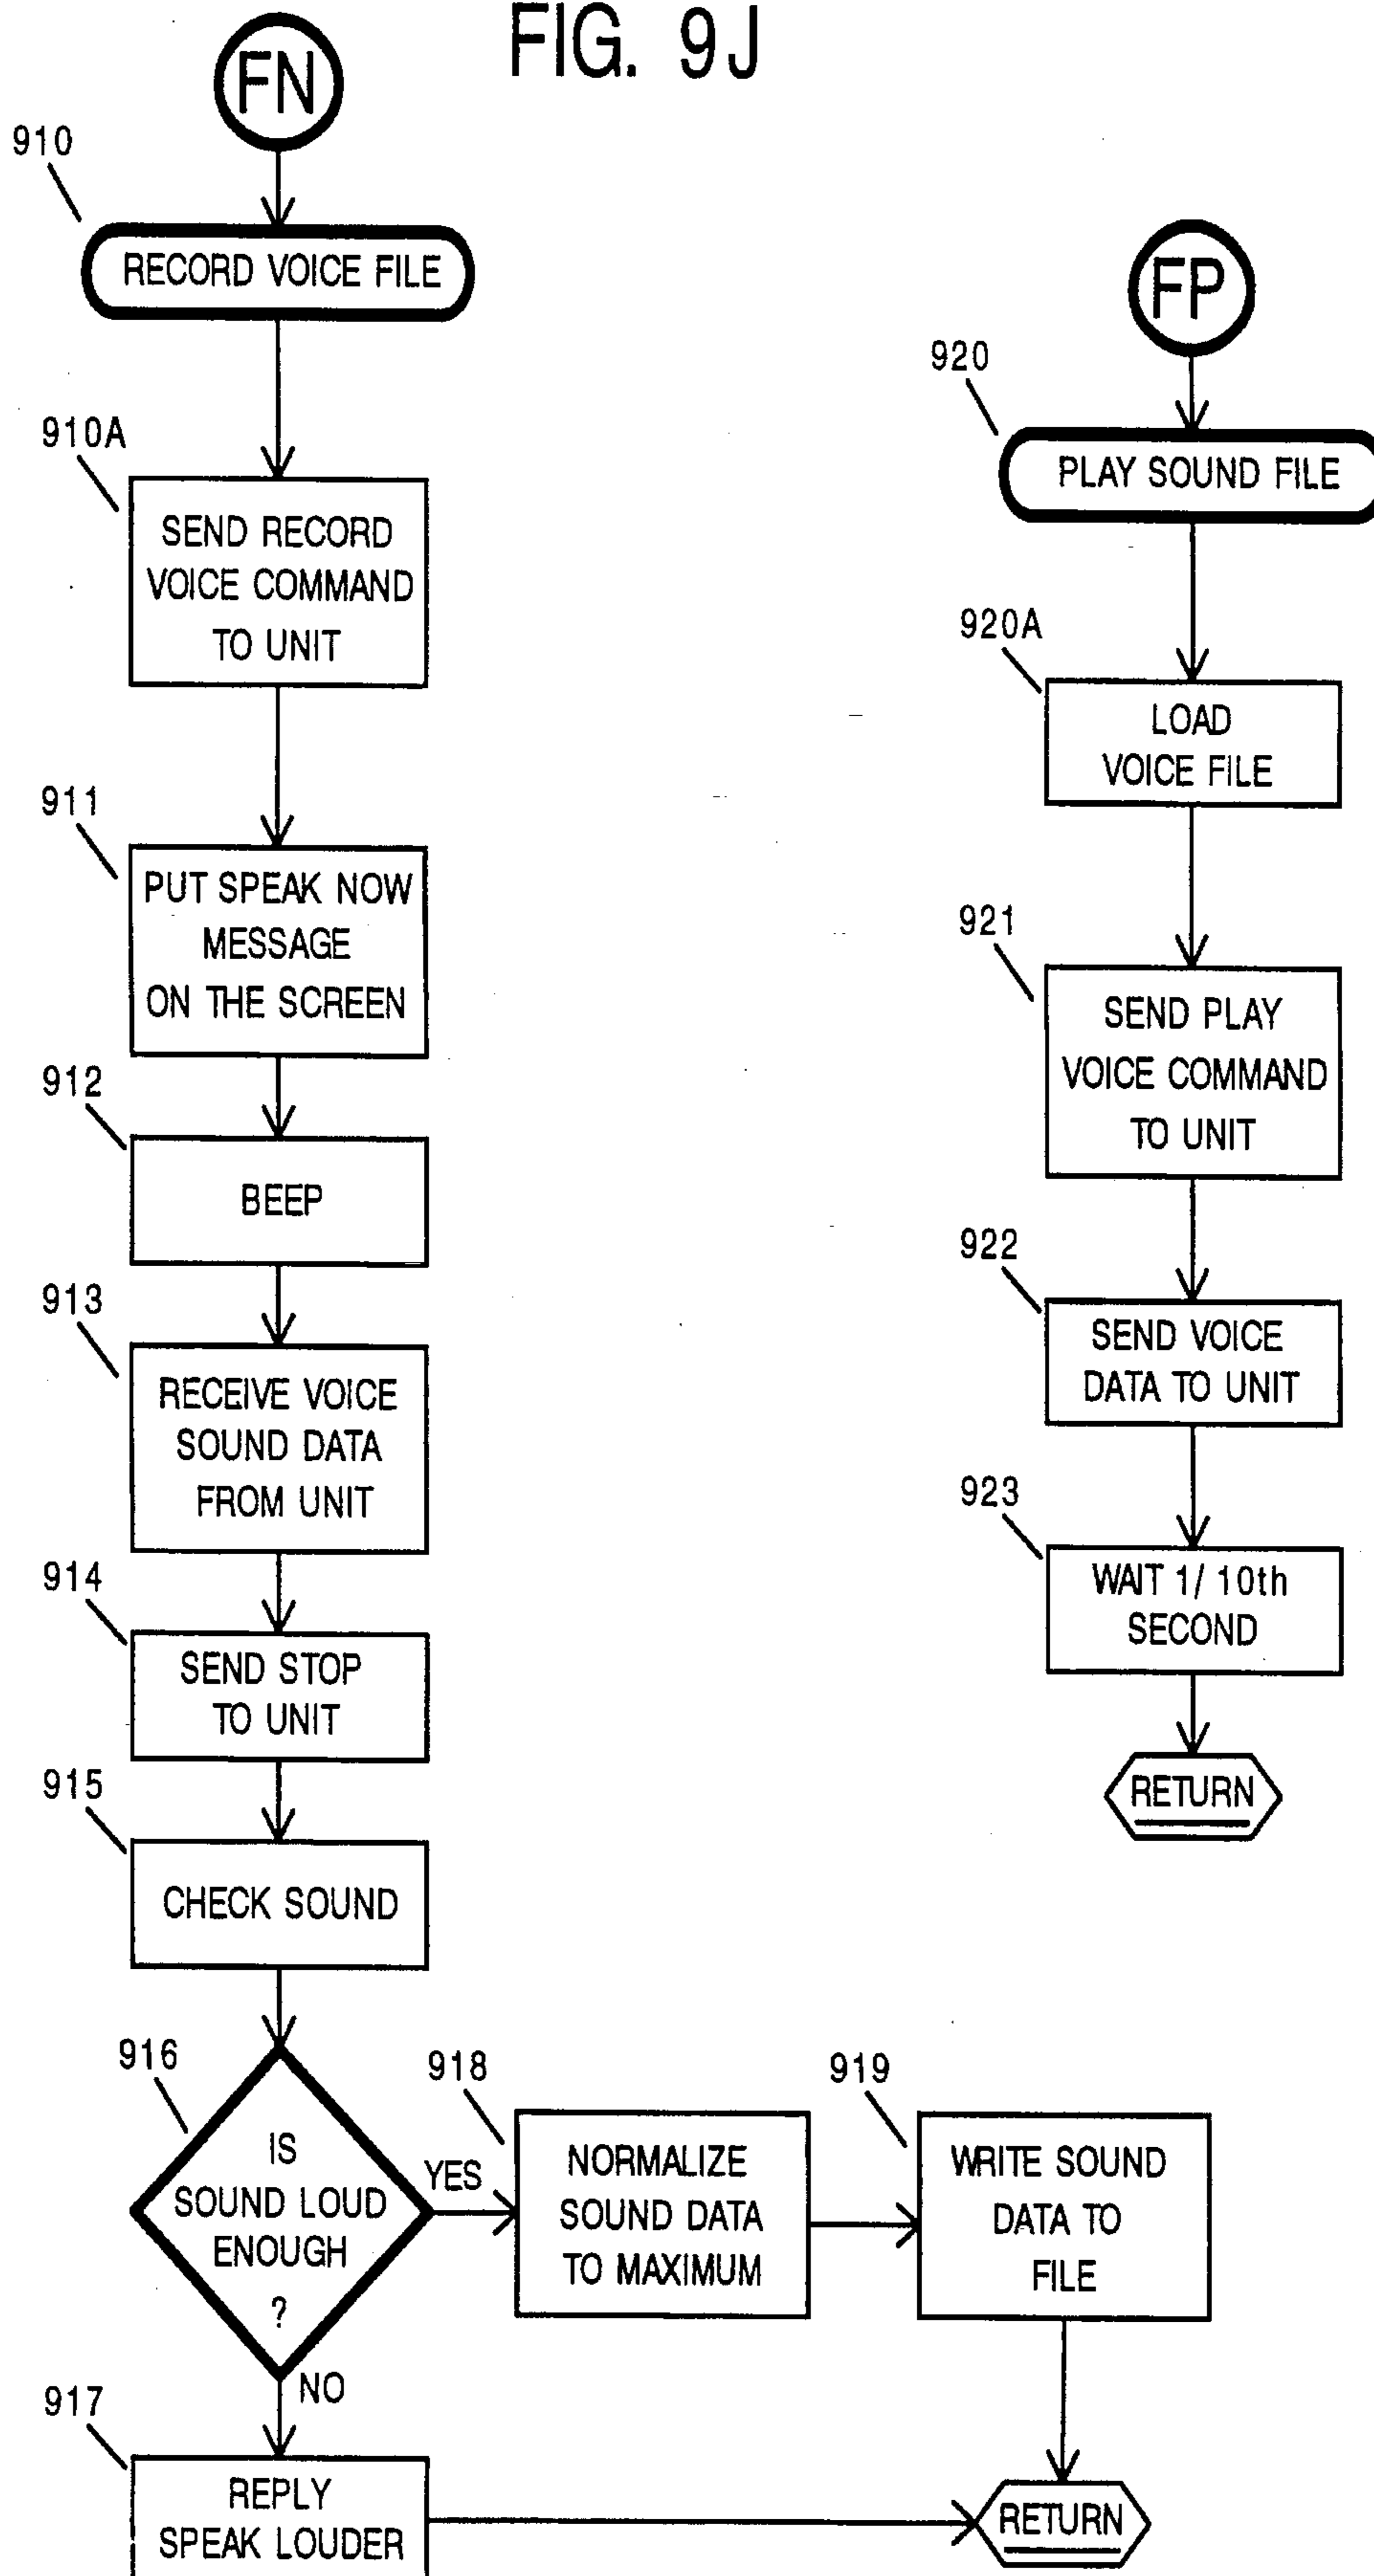 FIG. 9J
FN
910
RECORD VOICE FILE
910A
SEND RECORD
VOICE COMMAND
TO UNIT
911
PUT SPEAK NOW
MESSAGE
ON THE SCREEN
912
BEEP
913
RECEIVE VOICE
SOUND DATA
FROM UNIT
914
SEND STOP
TO UNIT
915
CHECK SOUND
916
IS
SOUND LOUD
ENOUGH
?
YES
NO
917
REPLY
SPEAK LOUDER
918
NORMALIZE
SOUND DATA
TO MAXIMUM
919
WRITE SOUND
DATA TO
FILE
RETURN
FP
920
PLAY SOUND FILE
920A
LOAD
VOICE FILE
921
SEND PLAY
VOICE COMMAND
TO UNIT
922
SEND VOICE
DATA TO UNIT
923
WAIT 1/ 10th
SECOND
RETURN